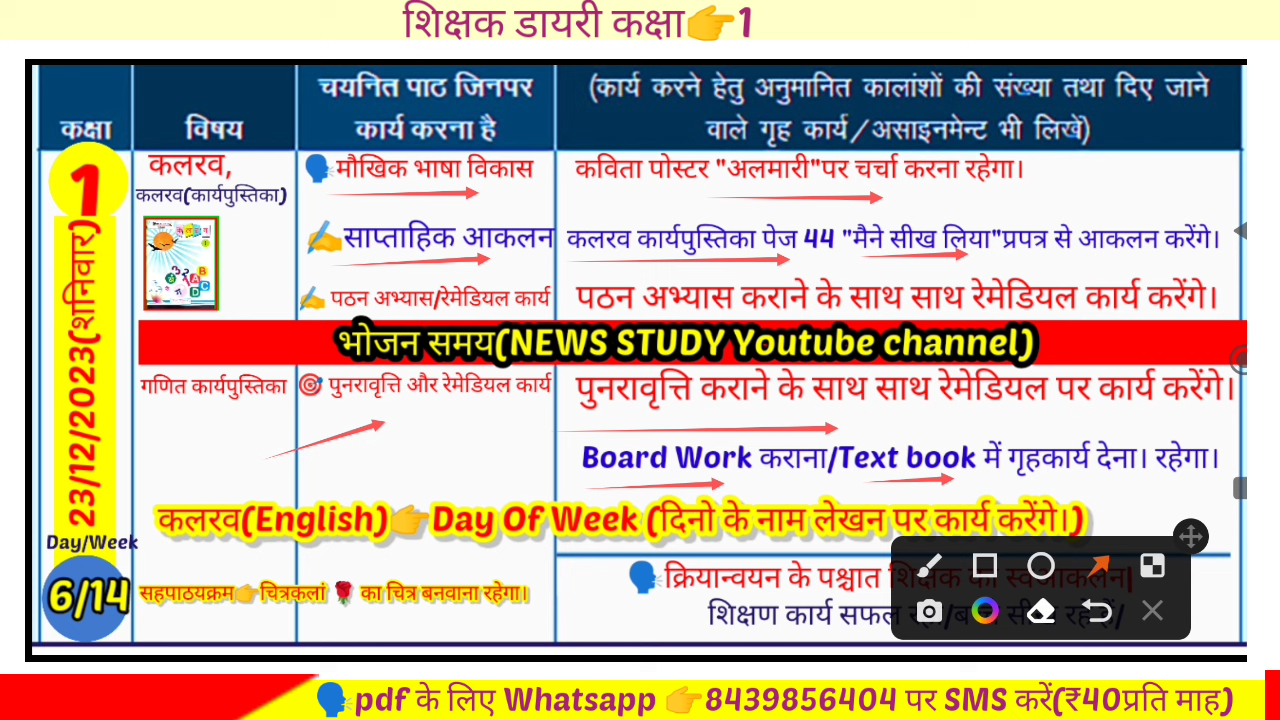 शिक्षक डायरी कक्षा👉1
कक्षा
विषय
चयनित पाठ जिनपर
कार्य करना है
(कार्य करने हेतु अनुमानित कालांशों की संख्या तथा दिए जाने
वाले गृह कार्य/असाइनमेन्ट भी लिखें)
1
23/12/2023(शनिवार)
Day/Week
6/14
कलरव,
कलरव(कार्यपुस्तिका)
🗣️मौखिक भाषा विकास
कविता पोस्टर "अलमारी"पर चर्चा करना रहेगा।
✍️साप्ताहिक आकलन
कलरव कार्यपुस्तिका पेज 44 "मैने सीख लिया"प्रपत्र से आकलन करेंगे।
✍️ पठन अभ्यास/रेमेडियल कार्य
पठन अभ्यास कराने के साथ साथ रेमेडियल कार्य करेंगे।
भोजन समय(NEWS STUDY Youtube channel)
गणित कार्यपुस्तिका
🎯 पुनरावृत्ति और रेमेडियल कार्य
पुनरावृत्ति कराने के साथ साथ रेमेडियल पर कार्य करेंगे।
Board Work कराना/Text book में गृहकार्य देना। रहेगा।
कलरव(English)👉Day Of Week (दिनो के नाम लेखन पर कार्य करेंगे।)
सहपाठयक्रम👉चित्रकलां 🌹 का चित्र बनवाना रहेगा।
🗣️क्रियान्वयन के पश्चात शिक्षक का स्वआकलन|
शिक्षण कार्य सफल
🗣️pdf के लिए Whatsapp 👉8439856404 पर SMS करें(₹40प्रति माह)